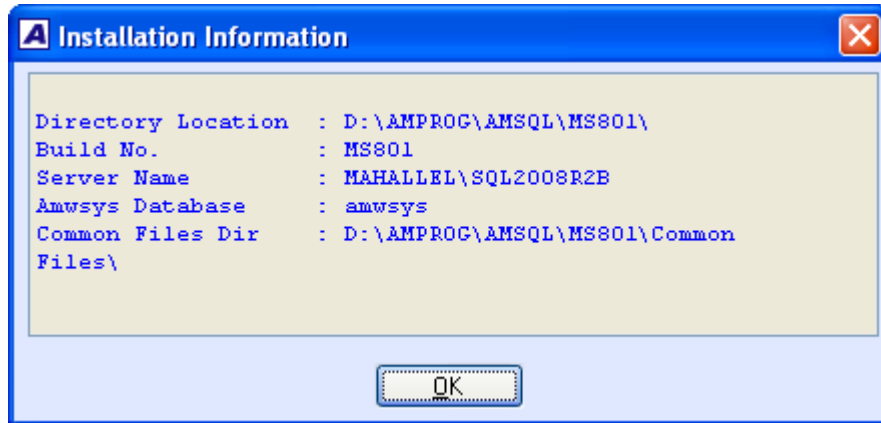 A Installation Information
Directory Location : D:\AMPROG\AMSQL\MS801\
Build No. : MS801
Server Name : MAHALLEL\SQL2008R2B
Amwsys Database : amwsys
Common Files Dir : D:\AMPROG\AMSQL\MS801\Common
Files\
OK